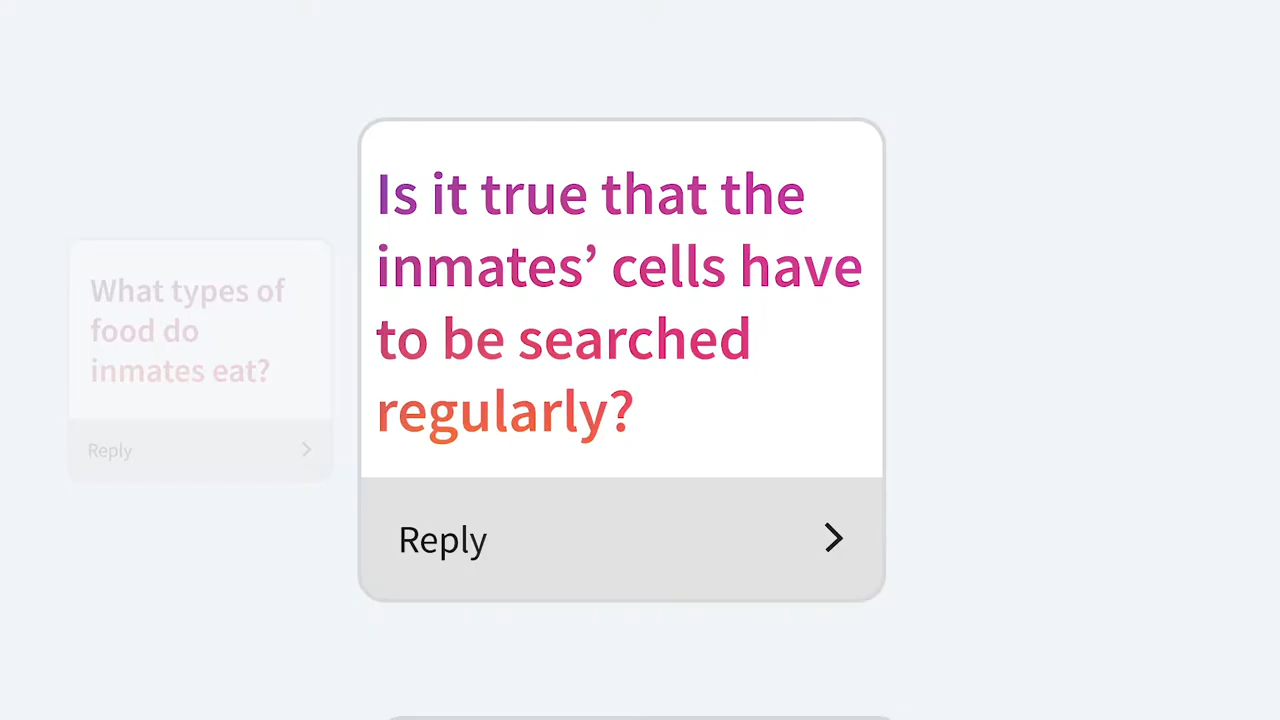 What types of
food do
inmates eat?
Reply
Is it true that the
inmates’ cells have
to be searched
regularly?
Reply